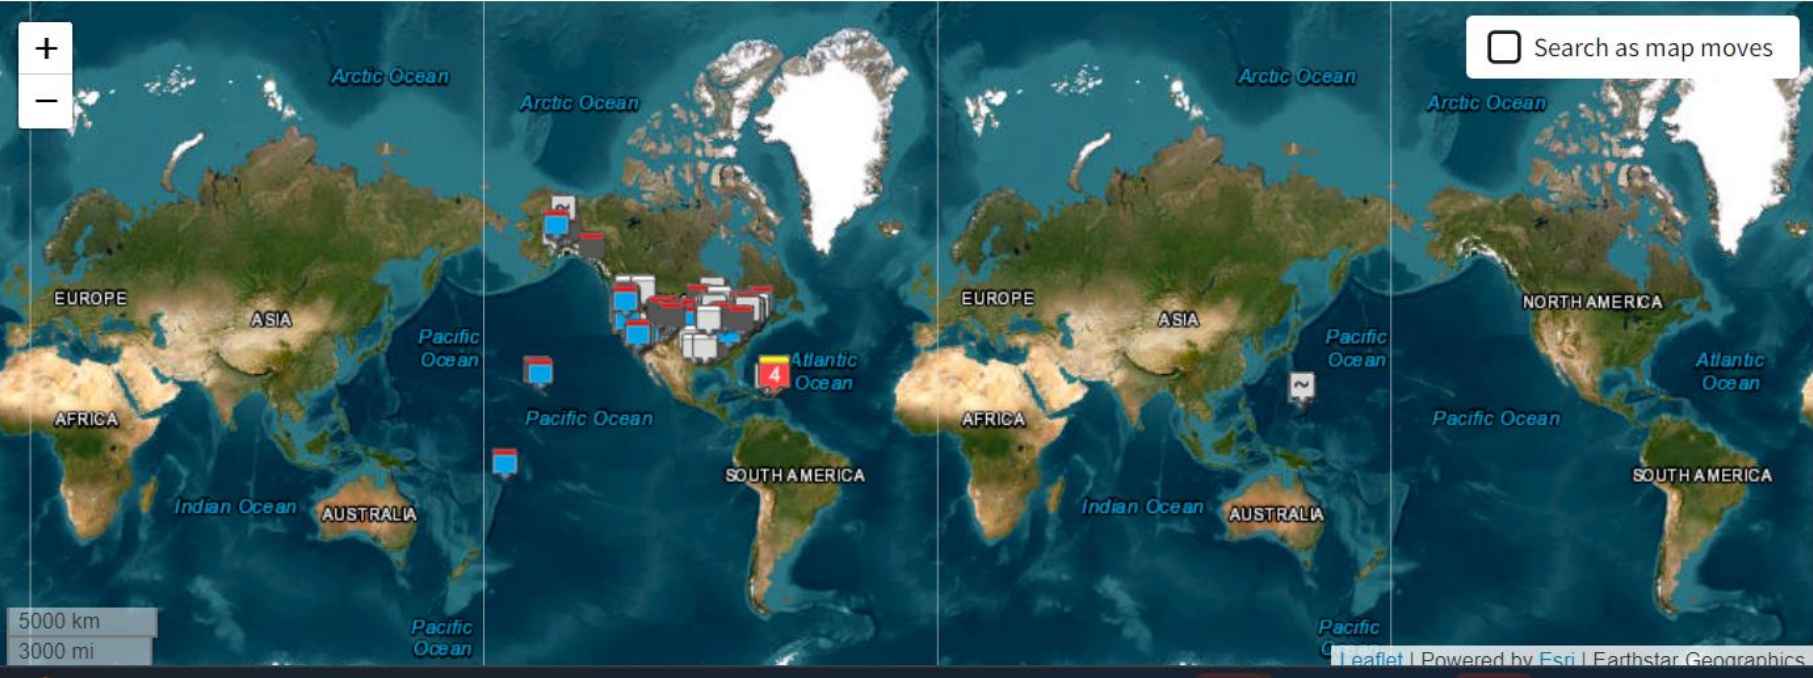 +
Search as map moves
−
Arctic Ocean
Arctic Ocean
Arctic Ocean
Arctic Ocean
~
EUROPE
ASIA
EUROPE
ASIA
NORTH AMERICA
Pacific
Ocean
Atlantic
Ocean
Pacific
Ocean
Atlantic
Ocean
4
~
AFRICA
Pacific Ocean
AFRICA
Pacific Ocean
SOUTH AMERICA
SOUTH AMERICA
Indian Ocean
AUSTRALIA
Indian Ocean
AUSTRALIA
5000 km
3000 mi
Pacific
Ocean
Pacific
Leaflet | Powered by Esri | Earthstar Geographics